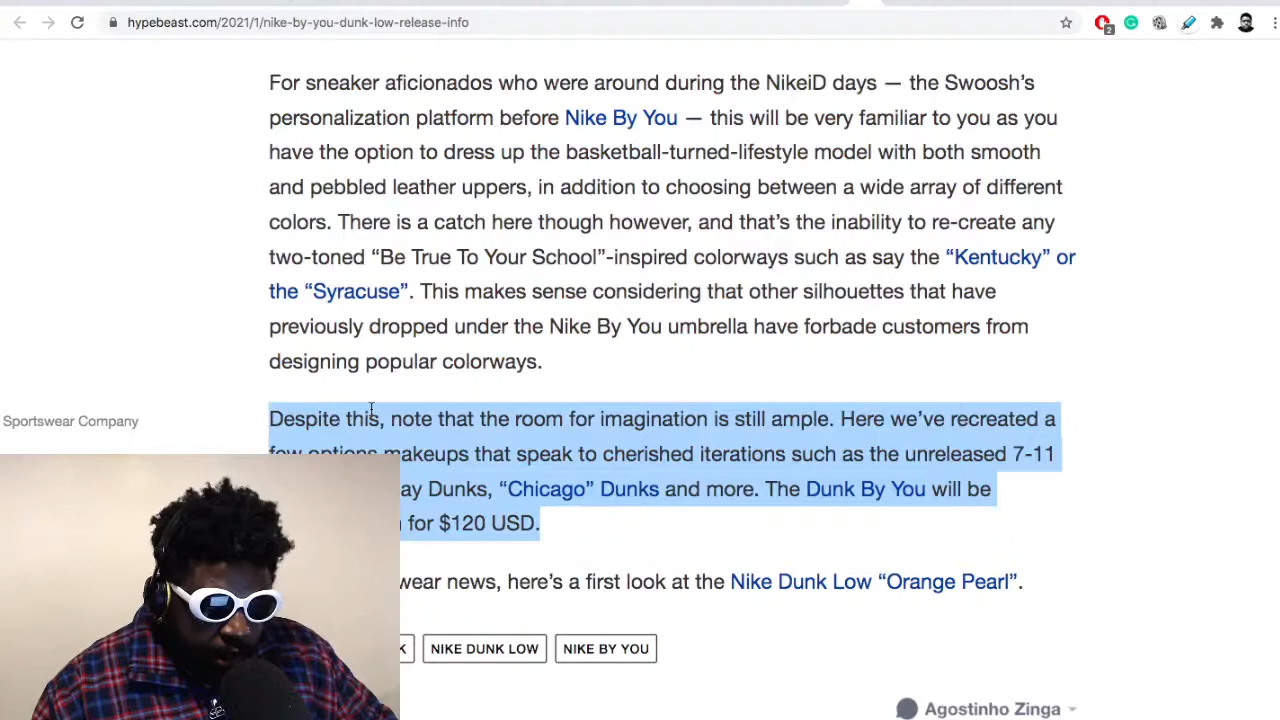 hypebeast.com/2021/1/nike-by-you-dunk-low-release-info
2
For sneaker aficionados who were around during the NikeiD days — the Swoosh’s
personalization platform before Nike By You — this will be very familiar to you as you
have the option to dress up the basketball-turned-lifestyle model with both smooth
and pebbled leather uppers, in addition to choosing between a wide array of different
colors. There is a catch here though however, and that’s the inability to re-create any
two-toned “Be True To Your School”-inspired colorways such as say the “Kentucky” or
the “Syracuse”. This makes sense considering that other silhouettes that have
previously dropped under the Nike By You umbrella have forbade customers from
designing popular colorways.
Despite this, note that the room for imagination is still ample. Here we’ve recreated a
Sportswear Company
few options makeups that speak to cherished iterations such as the unreleased 7-11
ay Dunks, “Chicago” Dunks and more. The Dunk By You will be
for $120 USD.
wear news, here’s a first look at the Nike Dunk Low “Orange Pearl”.
K NIKE DUNK LOW NIKE BY YOU
Agostinho Zinga